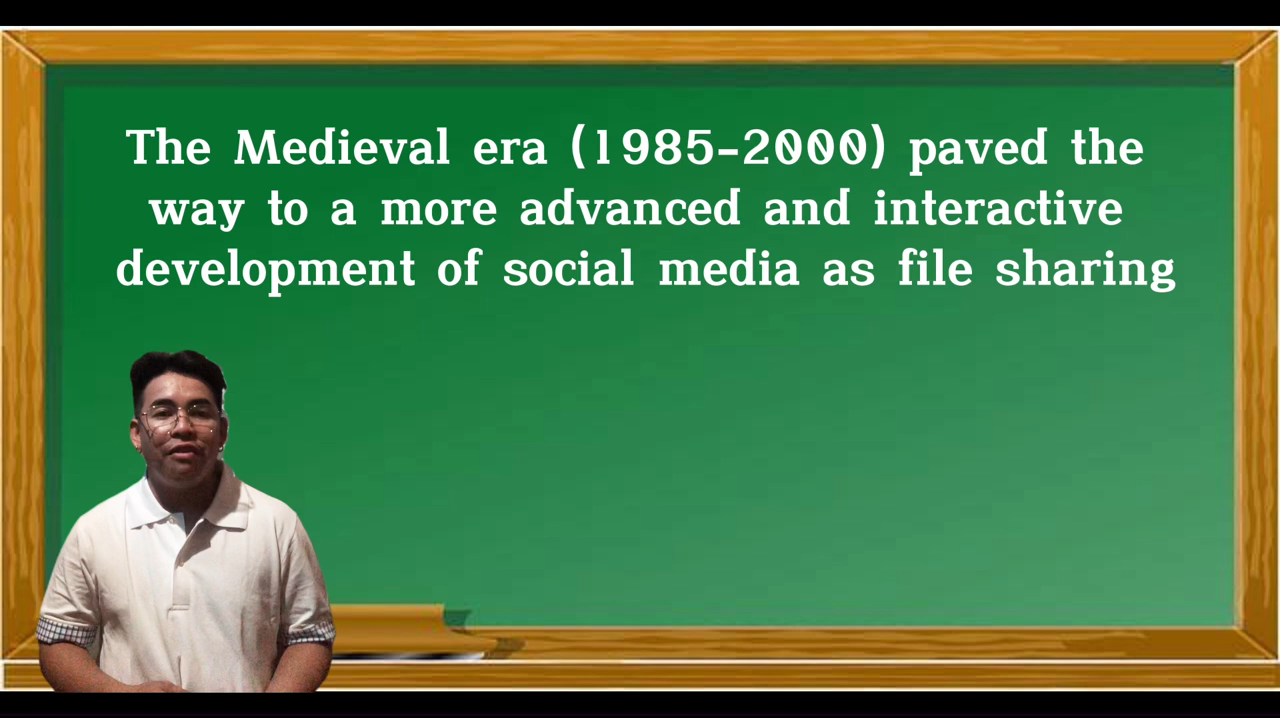 The Medieval era (1985-2000) paved the
way to a more advanced and interactive
development of social media as file sharing